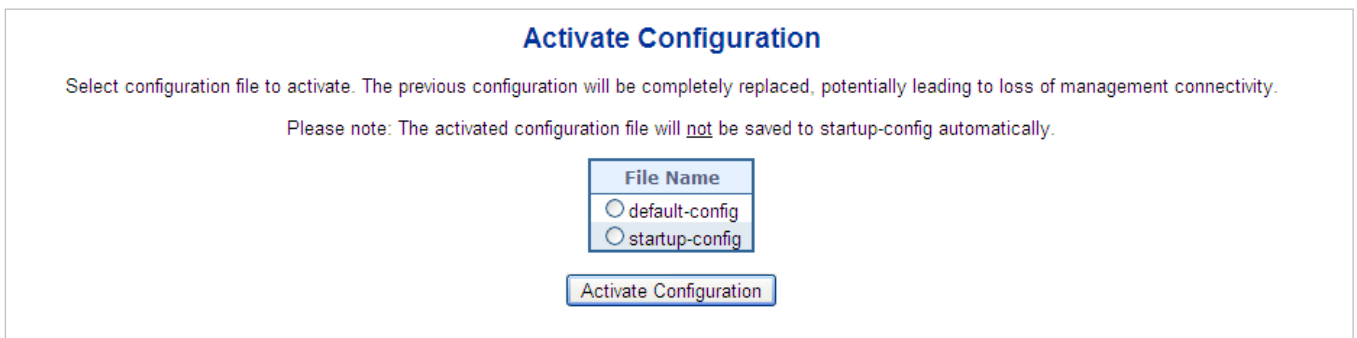 Activate Configuration
Select configuration file to activate. The previous configuration will be completely replaced, potentially leading to loss of management connectivity.
Please note: The activated configuration file will not be saved to startup-config automatically.
File Name
default-config
startup-config
Activate Configuration